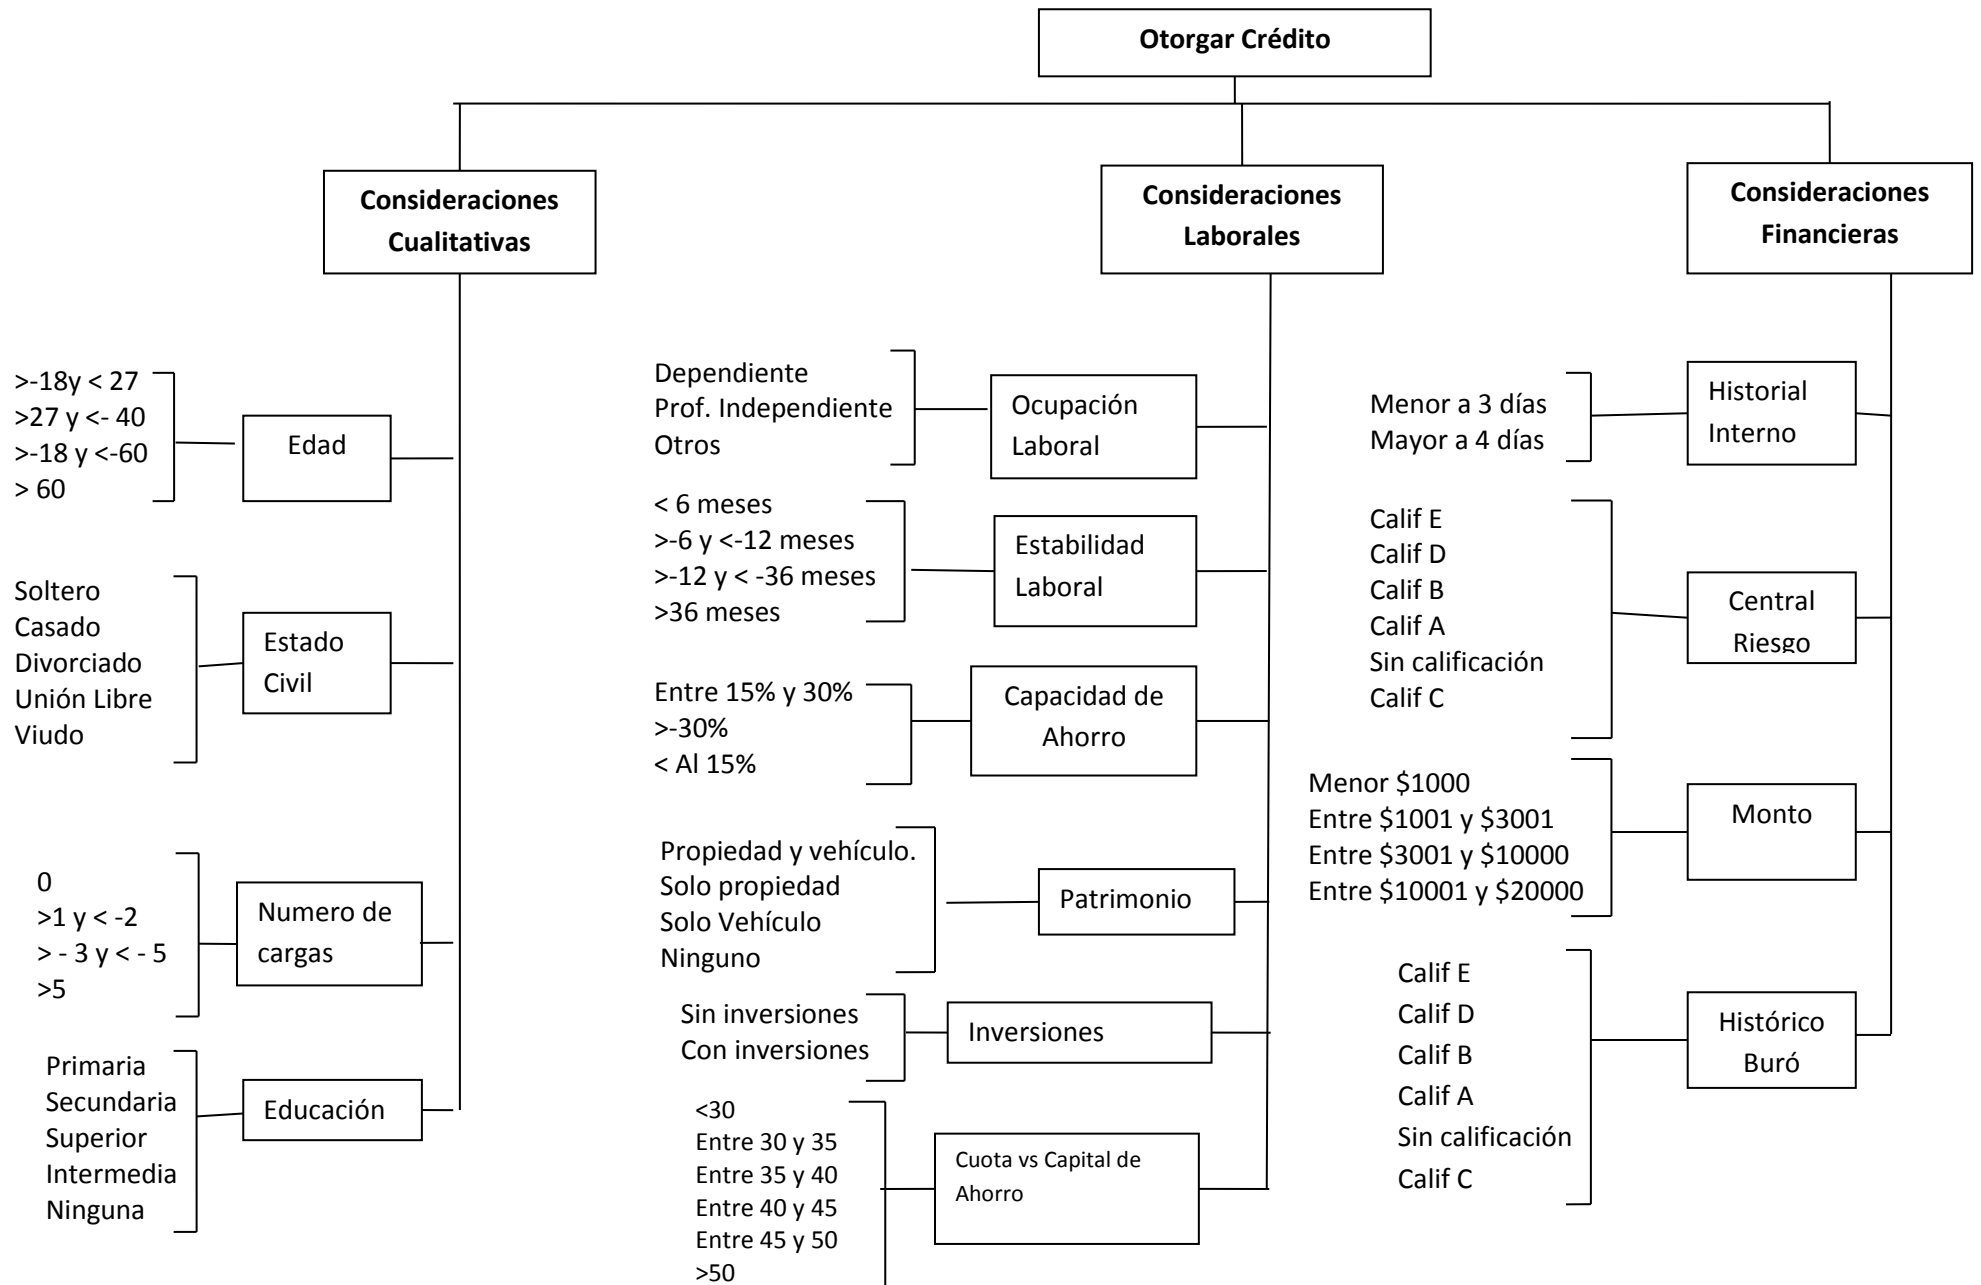 Otorgar Crédito
Consideraciones
Cualitativas
>-18y < 27
>27 y <- 40
>-18 y <-60
> 60
Edad
Soltero
Casado
Divorciado
Unión Libre
Viudo
Estado
Civil
0
>1 y < -2
> - 3 y < - 5
>5
Numero de
cargas
Primaria
Secundaria
Superior
Intermedia
Ninguna
Educación
Consideraciones
Laborales
Dependiente
Prof. Independiente
Otros
Ocupación
Laboral
< 6 meses
>-6 y <-12 meses
>-12 y < -36 meses
>36 meses
Estabilidad
Laboral
Entre 15% y 30%
>-30%
< Al 15%
Capacidad de
Ahorro
Propiedad y vehículo.
Solo propiedad
Solo Vehículo
Ninguno
Patrimonio
Sin inversiones
Con inversiones
Inversiones
<30
Entre 30 y 35
Entre 35 y 40
Entre 40 y 45
Entre 45 y 50
>50
Cuota vs Capital de
Ahorro
Consideraciones
Financieras
Menor a 3 días
Mayor a 4 días
Historial
Interno
Calif E
Calif D
Calif B
Calif A
Sin calificación
Calif C
Central
Riesgo
Menor $1000
Entre $1001 y $3001
Entre $3001 y $10000
Entre $10001 y $20000
Monto
Calif E
Calif D
Calif B
Calif A
Sin calificación
Calif C
Histórico
Buró